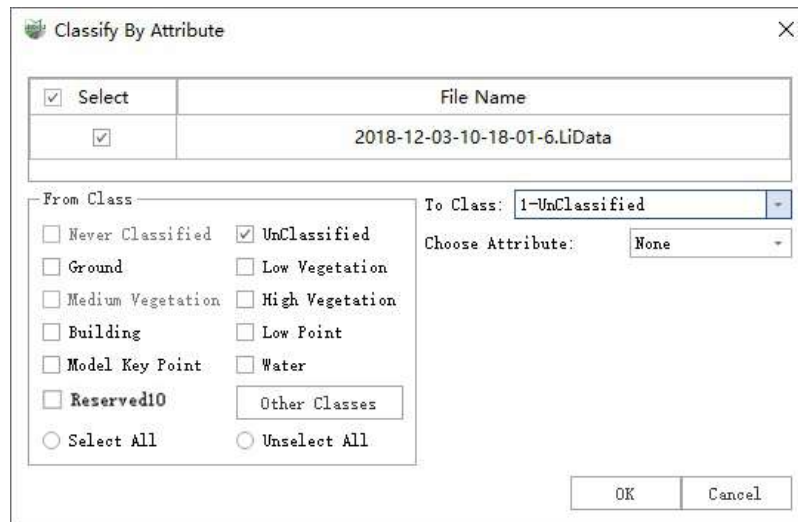 Classify By Attribute
Select File Name
2018-12-03-10-18-01-6.LiData
From Class
To Class: 1-UnClassified
Never Classified UnClassified
Choose Attribute: None
Ground Low Vegetation
Medium Vegetation High Vegetation
Building Low Point
Model Key Point Water
Reserved10 Other Classes
Select All Unselect All
OK Cancel